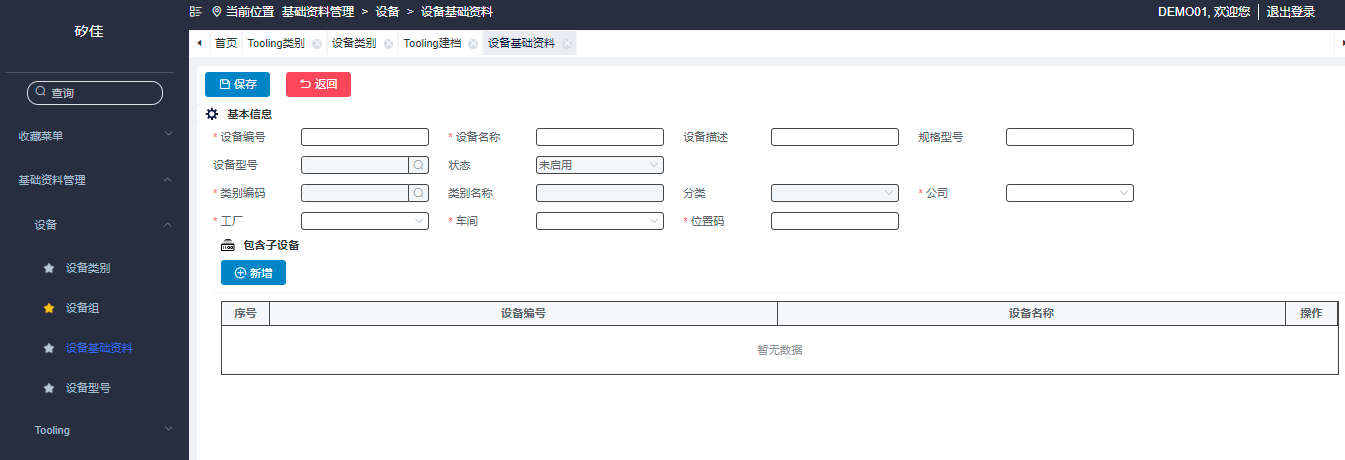 矽佳
查询
收藏菜单
基础资料管理
设备
设备类别
设备组
设备基础资料
设备型号
Tooling
当前位置 基础资料管理 > 设备 > 设备基础资料
DEMO01, 欢迎您 退出登录
首页 Tooling类别 设备类别 Tooling建档 设备基础资料
保存 返回
基本信息
* 设备编号 * 设备名称 设备描述 规格型号
设备型号 状态 未启用
* 类别编码 类别名称 分类 * 公司
* 工厂 * 车间 * 位置码
包含子设备
新增
序号 设备编号 设备名称 操作
暂无数据